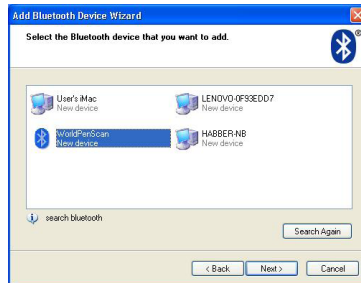 Add Bluetooth Device Wizard
Select the Bluetooth device that you want to add.
User's iMac
New device
LENOVO-0F93EDD7
New device
WorldPenScan
New device
HABBER-NB
New device
search bluetooth
Search Again
< Back
Next >
Cancel